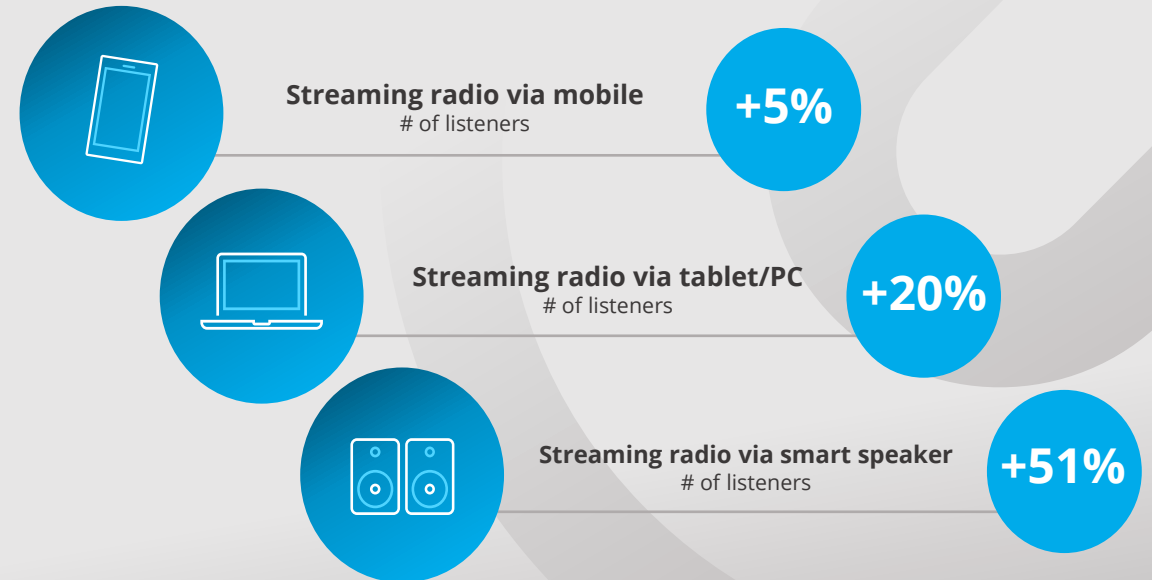 Streaming radio via mobile
# of listeners
+5%
Streaming radio via tablet/PC
# of listeners
+20%
Streaming radio via smart speaker
# of listeners
+51%